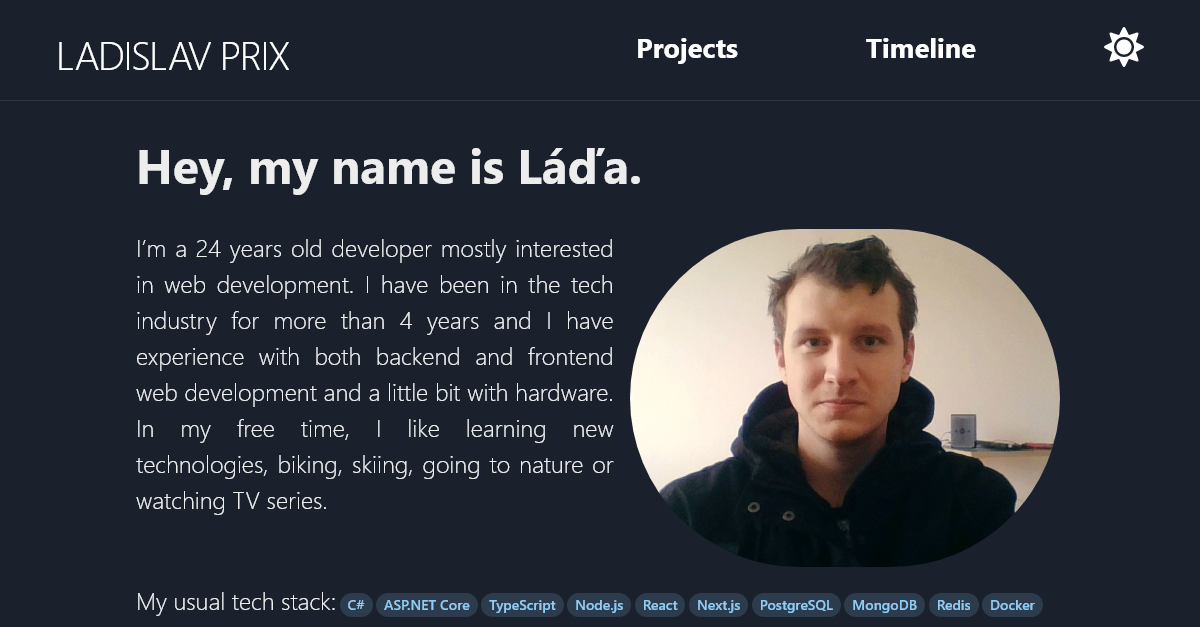 LADISLAV PRIX
Projects
Timeline
Hey, my name is Láďa.
I’m a 24 years old developer mostly interested
in web development. I have been in the tech
industry for more than 4 years and I have
experience with both backend and frontend
web development and a little bit with hardware.
In my free time, I like learning new
technologies, biking, skiing, going to nature or
watching TV series.
My usual tech stack: C# ASP.NET Core TypeScript Node.js React Next.js PostgreSQL MongoDB Redis Docker